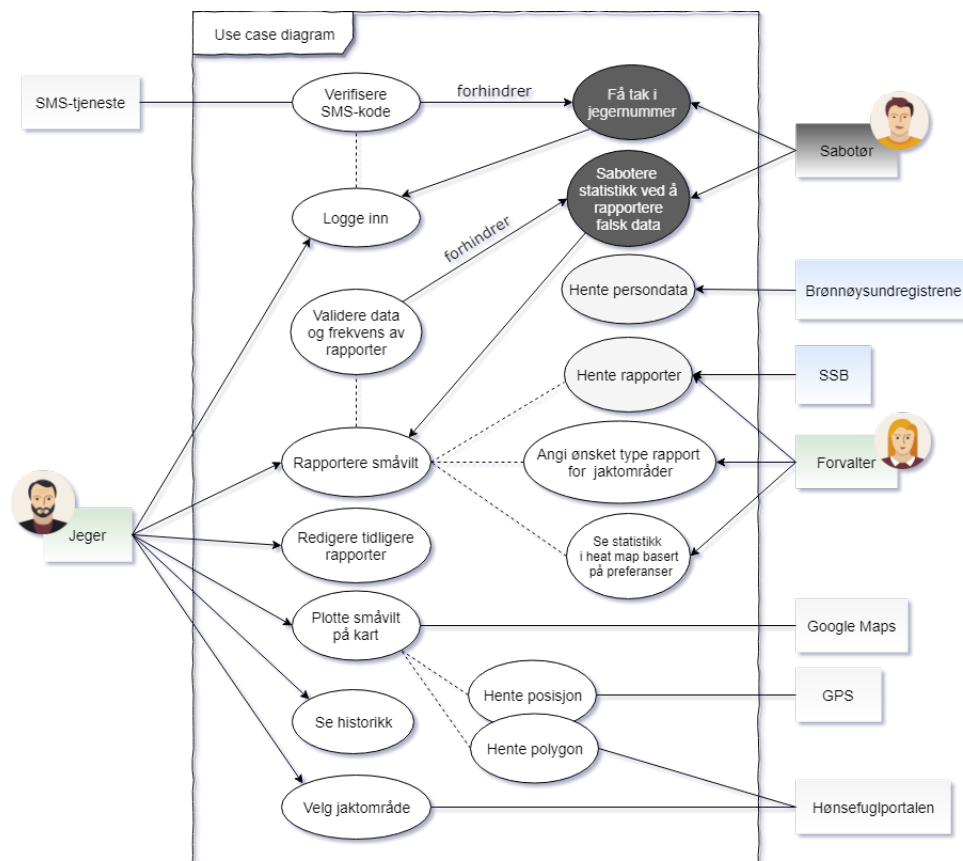 Use case diagram
SMS-tjeneste
Verifisere
SMS-kode
forhindrer
Få tak i
jegernummer
Sabotør
Sabotere
statistikk ved å
rapportere
falsk data
Logge inn
forhindrer
Hente persondata
Brønnøysundregistrene
Validere data
og frekvens av
rapporter
Hente rapporter
SSB
Rapportere småvilt
Angi ønsket type rapport
for jaktområder
Forvalter
Jeger
Redigere tidligere
rapporter
Se statistikk
i heat map basert
på preferanser
Plotte småvilt
på kart
Google Maps
Hente posisjon
GPS
Se historikk
Hente polygon
Velg jaktområde
Hønsefuglportalen